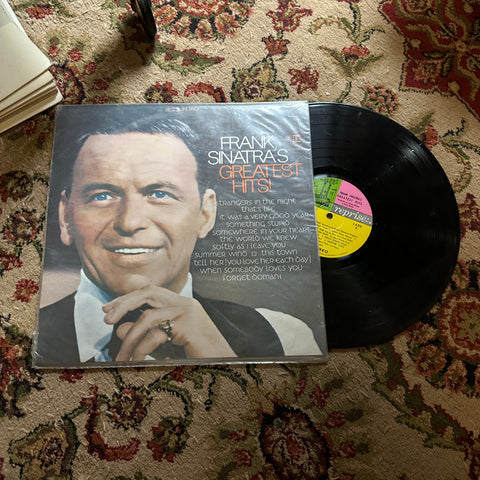 FRANK
SINATRA'S
GREATEST
HITS!
strangers in the night
that's life
it was a very good year
something stupid
somewhere in your heart
the world we knew
softly as i leave you
summer wind this town
tell her [you love her each day]
when somebody loves you
forget domani
reprise: